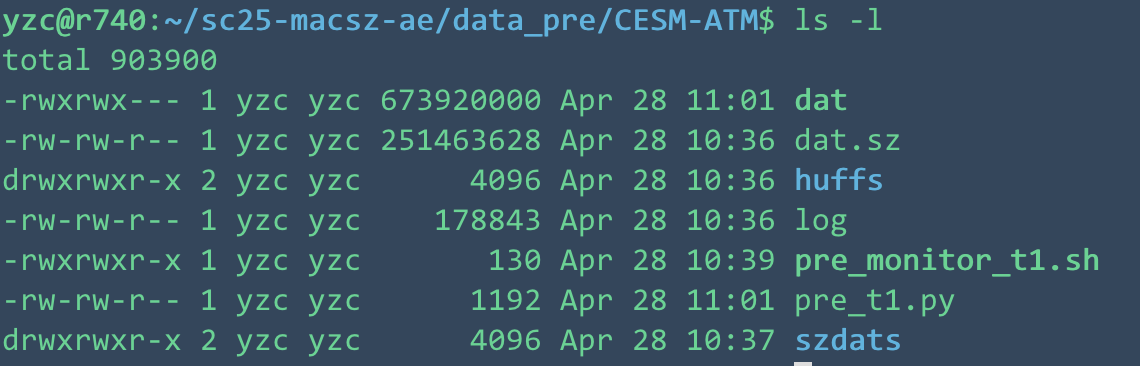 yzc@r740:~/sc25-macsz-ae/data_pre/CESM-ATM$ ls -l
total 903900
-rwxrwx--- 1 yzc yzc 673920000 Apr 28 11:01 dat
-rw-rw-r-- 1 yzc yzc 251463628 Apr 28 10:36 dat.sz
drwxrwxr-x 2 yzc yzc      4096 Apr 28 10:36 huffs
-rw-rw-r-- 1 yzc yzc    178843 Apr 28 10:36 log
-rwxrwxr-x 1 yzc yzc       130 Apr 28 10:39 pre_monitor_t1.sh
-rw-rw-r-- 1 yzc yzc      1192 Apr 28 11:01 pre_t1.py
drwxrwxr-x 2 yzc yzc      4096 Apr 28 10:37 szdats